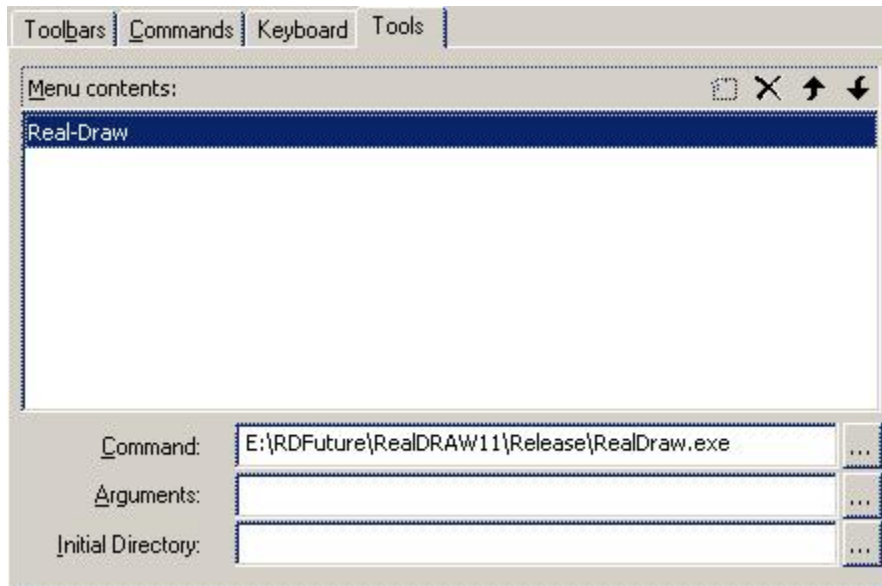 Toolbars Commands Keyboard Tools
Menu contents:
Real-Draw
Command: E:\RDFuture\RealDRAW11\Release\RealDraw.exe ...
Arguments: ...
Initial Directory: ...